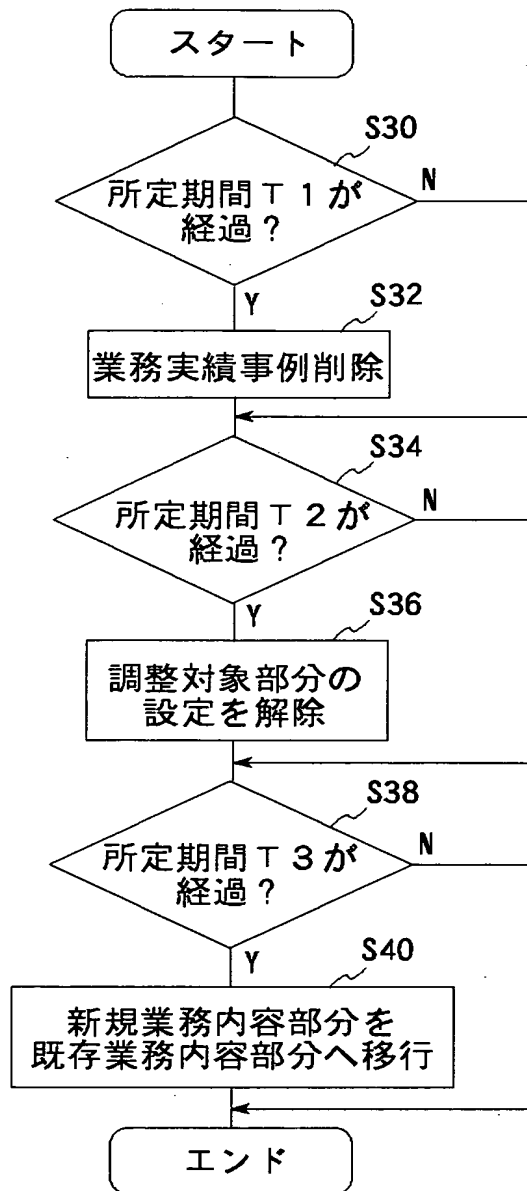 スタート
S30
所定期間T1が
経過?
N
Y
S32
業務実績事例削除
S34
所定期間T2が
経過?
N
Y
S36
調整対象部分の
設定を解除
S38
所定期間T3が
経過?
N
Y
S40
新規業務内容部分を
既存業務内容部分へ移行
エンド